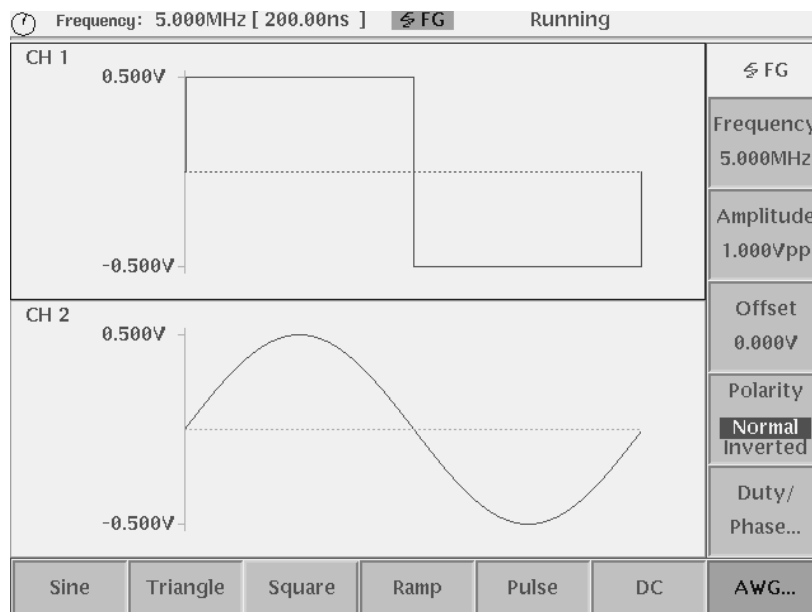 Frequency: 5.000MHz [ 200.00ns ] FG Running
CH 1
0.500V
-0.500V
CH 2
0.500V
-0.500V
FG
Frequency
5.000MHz
Amplitude
1.000Vpp
Offset
0.000V
Polarity
Normal
Inverted
Duty/
Phase...
Sine Triangle Square Ramp Pulse DC AWG...